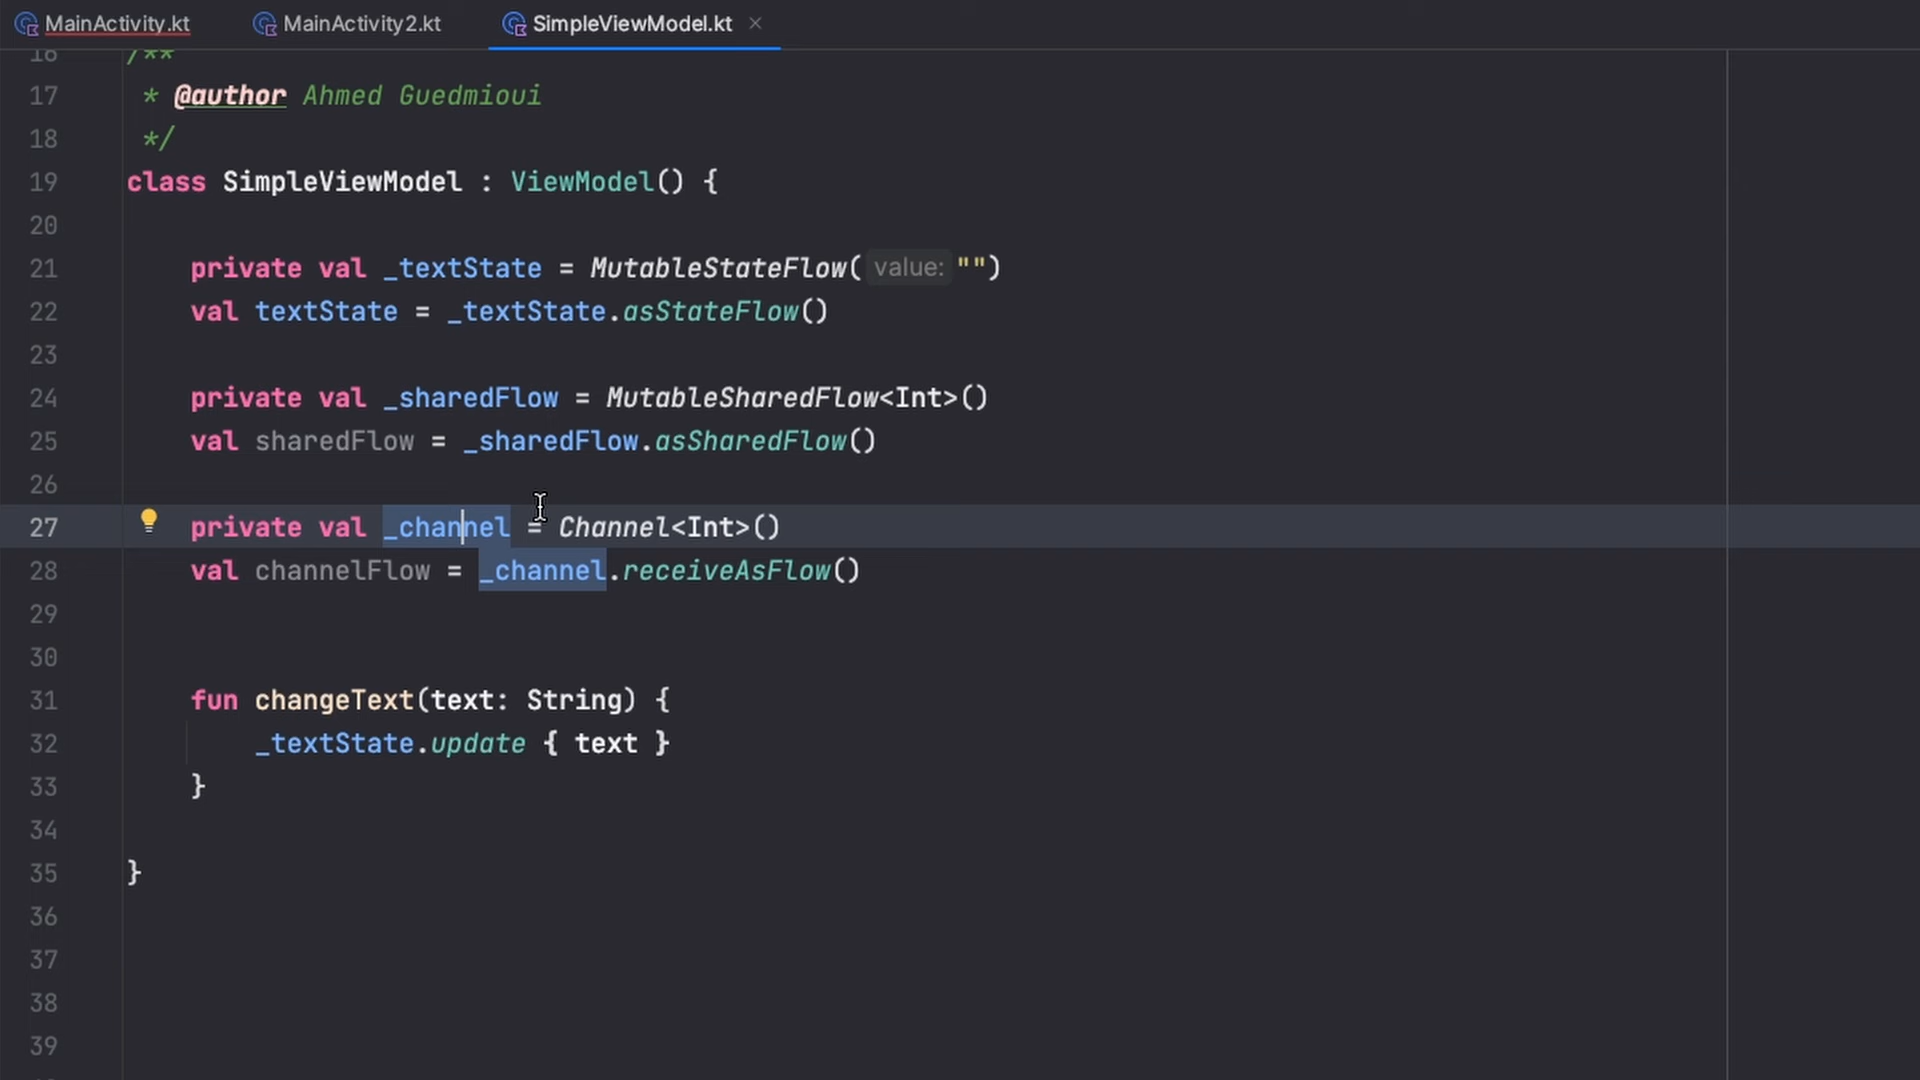 MainActivity.kt MainActivity2.kt SimpleViewModel.kt
16 /**
17 * @author Ahmed Guedmioui
18 */
19 class SimpleViewModel : ViewModel() {
20
21 private val _textState = MutableStateFlow( value: "")
22 val textState = _textState.asStateFlow()
23
24 private val _sharedFlow = MutableSharedFlow<Int>()
25 val sharedFlow = _sharedFlow.asSharedFlow()
26
27 private val _channel = Channel<Int>()
28 val channelFlow = _channel.receiveAsFlow()
29
30
31 fun changeText(text: String) {
32 _textState.update { text }
33 }
34
35 }
36
37
38
39